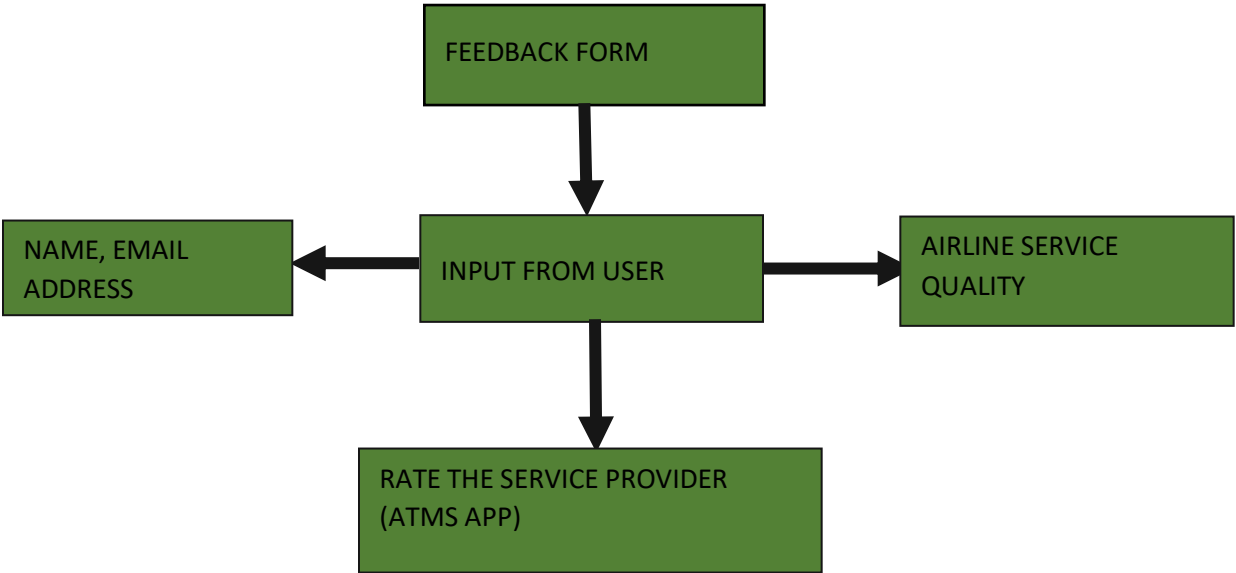 FEEDBACK FORM
NAME, EMAIL
ADDRESS
INPUT FROM USER
AIRLINE SERVICE
QUALITY
RATE THE SERVICE PROVIDER
(ATMS APP)